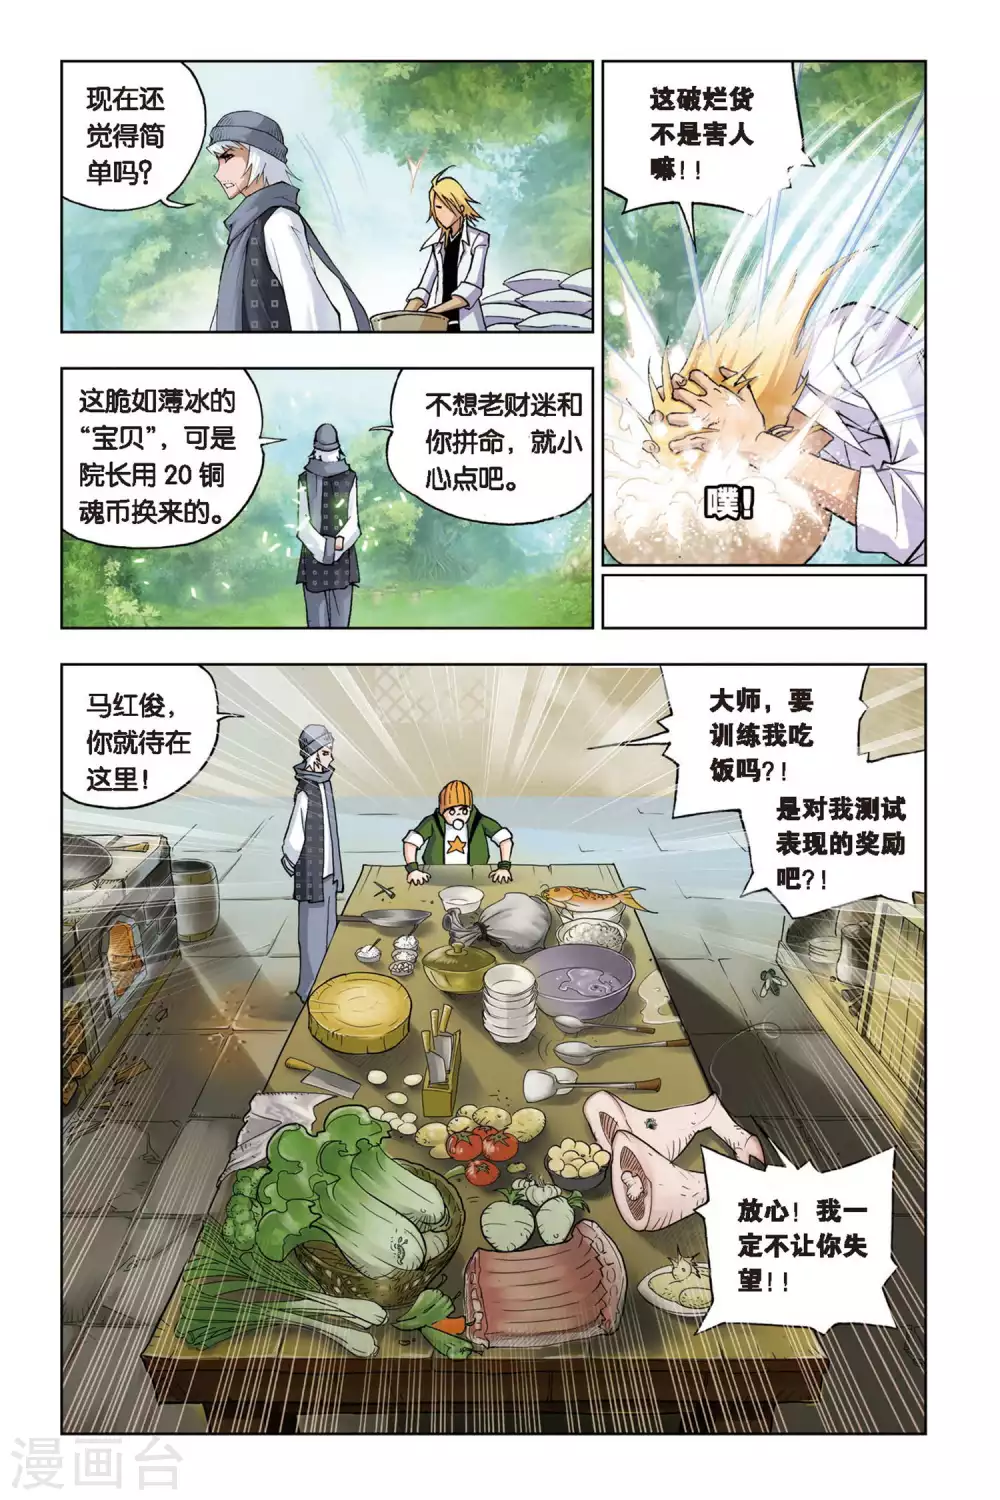 现在还
觉得简
单吗？
这破烂货
不是害人
嘛！！
噗！
这脆如薄冰的
“宝贝”，可是
院长用 20 铜
魂币换来的。
不想老财迷和
你拼命，就小
心点吧。
马红俊，
你就待在
这里！
大师，要
训练我吃
饭吗？！
是对我测试
表现的奖励
吧？！
放心！我一
定不让你失
望！！
漫画台